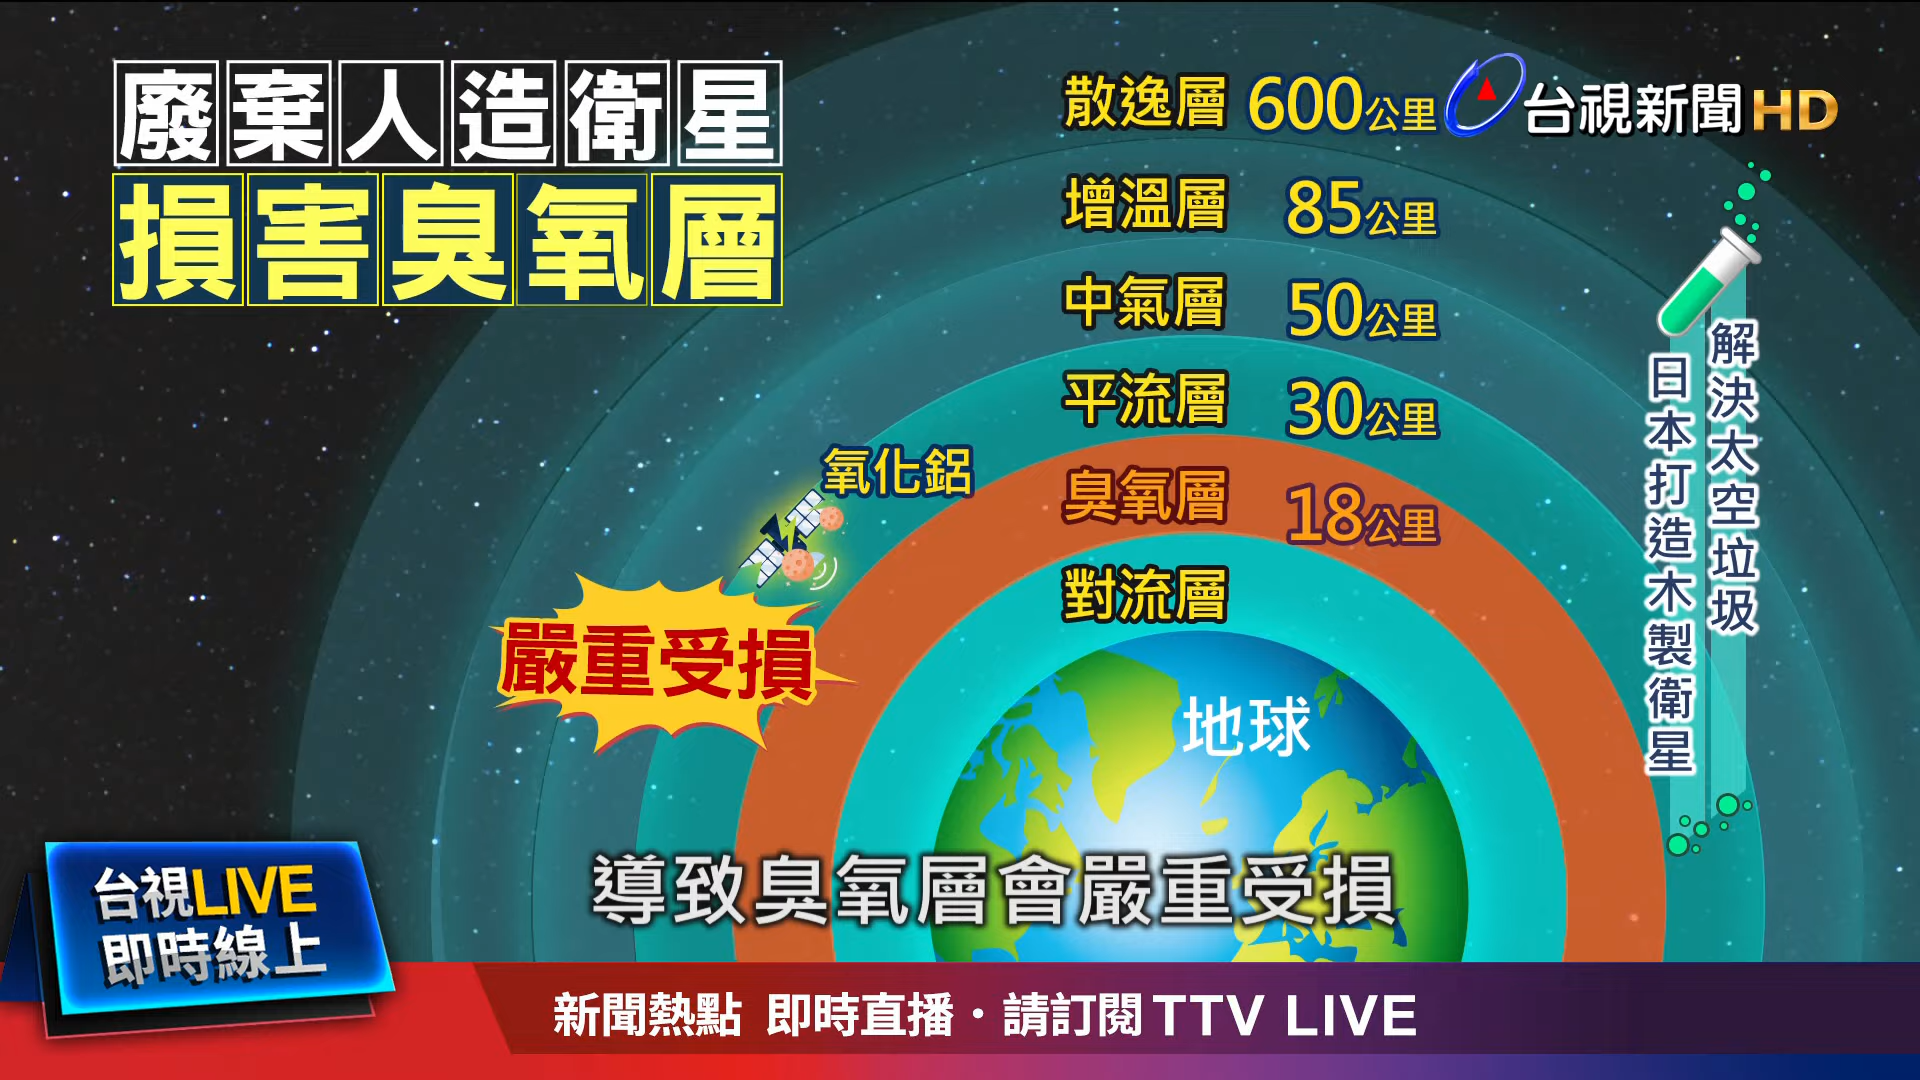 廢棄人造衛星
損害臭氧層
散逸層 600公里
增溫層 85公里
中氣層 50公里
平流層 30公里
臭氧層 18公里
對流層
氧化鋁
嚴重受損
地球
台視新聞HD
解決太空垃圾
日本打造木製衛星
導致臭氧層會嚴重受損
台視LIVE
即時線上
新聞熱點 即時直播・請訂閱TTV LIVE